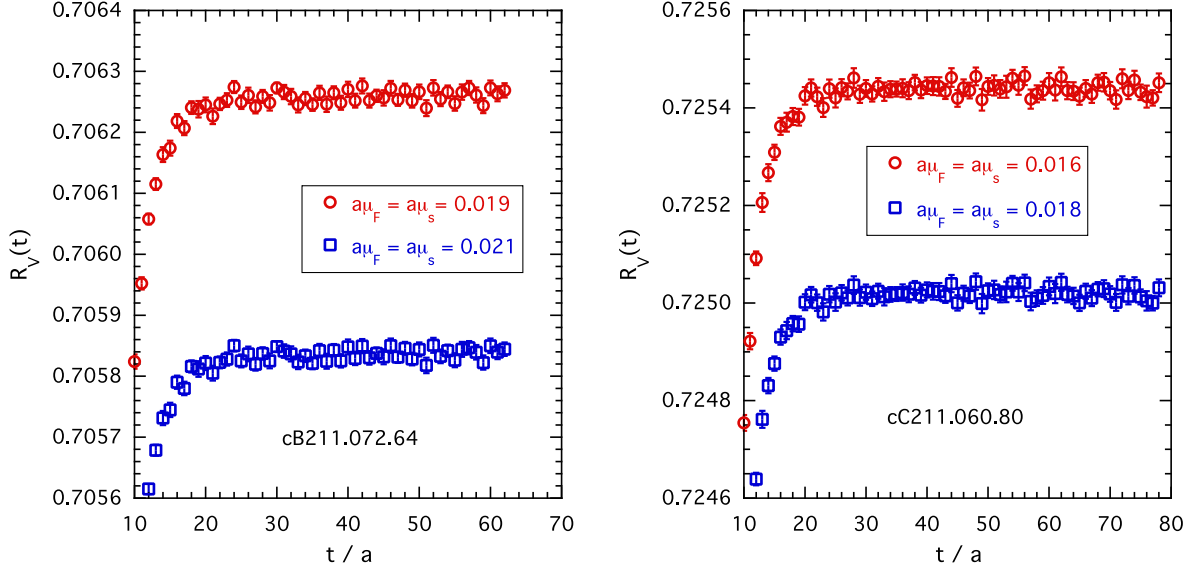 0.7064
0.7063
0.7062
0.7061
0.7060
0.7059
0.7058
0.7057
0.7056
R_V(t)
aμ_F = aμ_s = 0.019
aμ_F = aμ_s = 0.021
cB211.072.64
10 20 30 40 50 60 70
t / a
0.7256
0.7254
0.7252
0.7250
0.7248
0.7246
R_V(t)
aμ_F = aμ_s = 0.016
aμ_F = aμ_s = 0.018
cC211.060.80
10 20 30 40 50 60 70 80
t / a